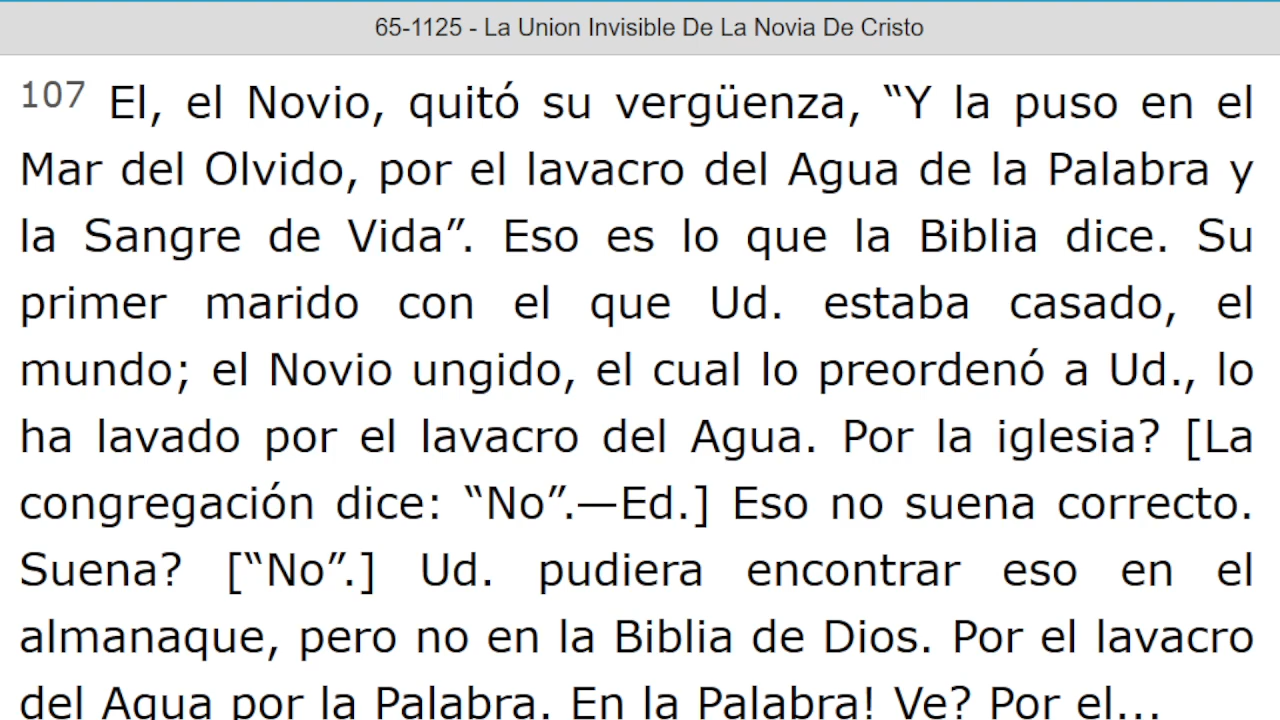 65-1125 - La Union Invisible De La Novia De Cristo
107 El, el Novio, quitó su vergüenza, “Y la puso en el
Mar del Olvido, por el lavacro del Agua de la Palabra y
la Sangre de Vida”. Eso es lo que la Biblia dice. Su
primer marido con el que Ud. estaba casado, el
mundo; el Novio ungido, el cual lo preordenó a Ud., lo
ha lavado por el lavacro del Agua. Por la iglesia? [La
congregación dice: “No”.—Ed.] Eso no suena correcto.
Suena? [“No”.] Ud. pudiera encontrar eso en el
almanaque, pero no en la Biblia de Dios. Por el lavacro
del Agua por la Palabra. En la Palabra! Ve? Por el...